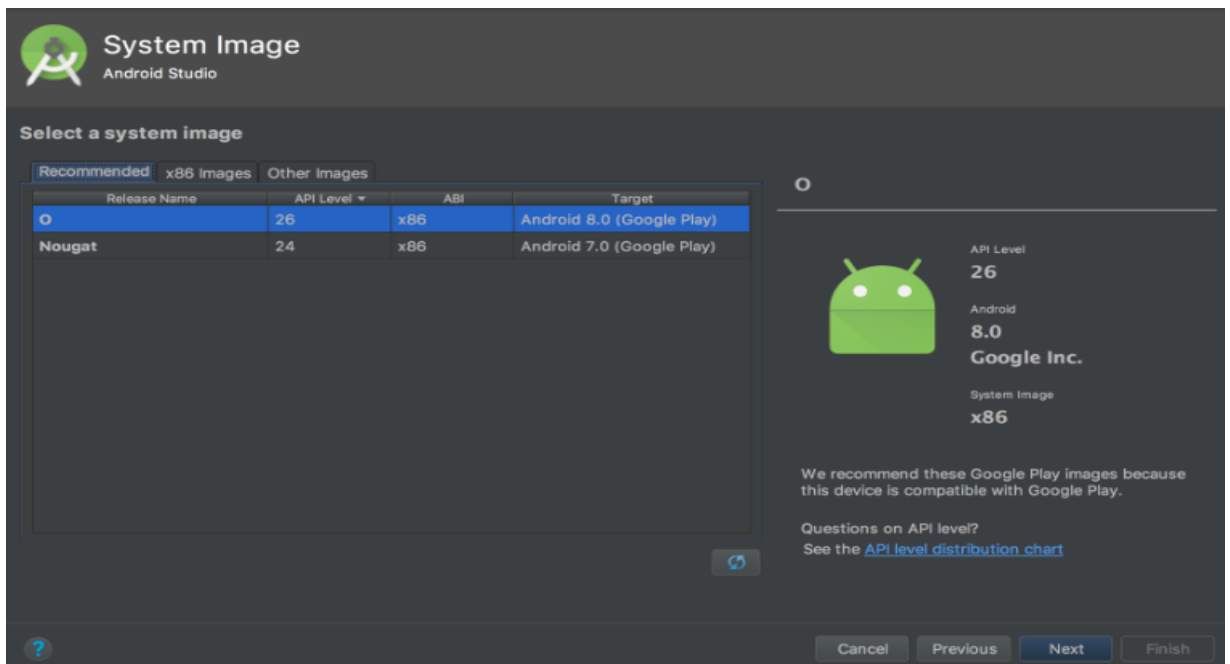 System Image
Android Studio
Select a system image
Recommended x86 Images Other Images
Release Name API Level ABI Target
O 26 x86 Android 8.0 (Google Play)
Nougat 24 x86 Android 7.0 (Google Play)
O
API Level
26
Android
8.0
Google Inc.
System Image
x86
We recommend these Google Play images because
this device is compatible with Google Play.
Questions on API level?
See the API level distribution chart
? Cancel Previous Next Finish